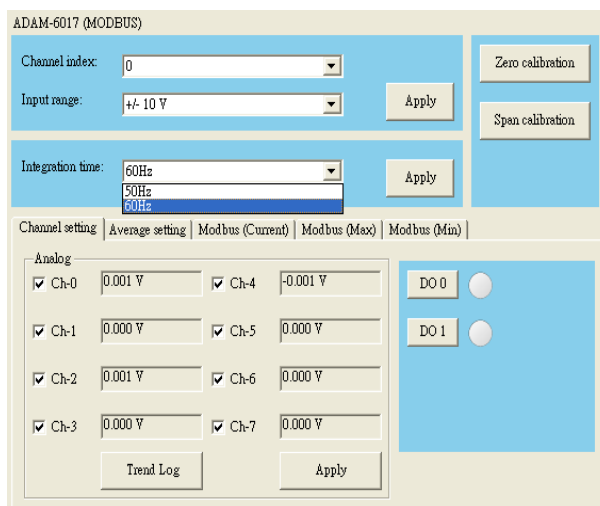 ADAM-6017 (MODBUS)
Channel index: 0
Zero calibration
Input range: +/- 10 V
Apply
Span calibration
Integration time: 60Hz
Apply
50Hz
60Hz
Channel setting Average setting Modbus (Current) Modbus (Max) Modbus (Min)
Analog
Ch-0 0.001 V Ch-4 -0.001 V DO 0
Ch-1 0.000 V Ch-5 0.000 V DO 1
Ch-2 0.001 V Ch-6 0.000 V
Ch-3 0.000 V Ch-7 0.000 V
Trend Log Apply